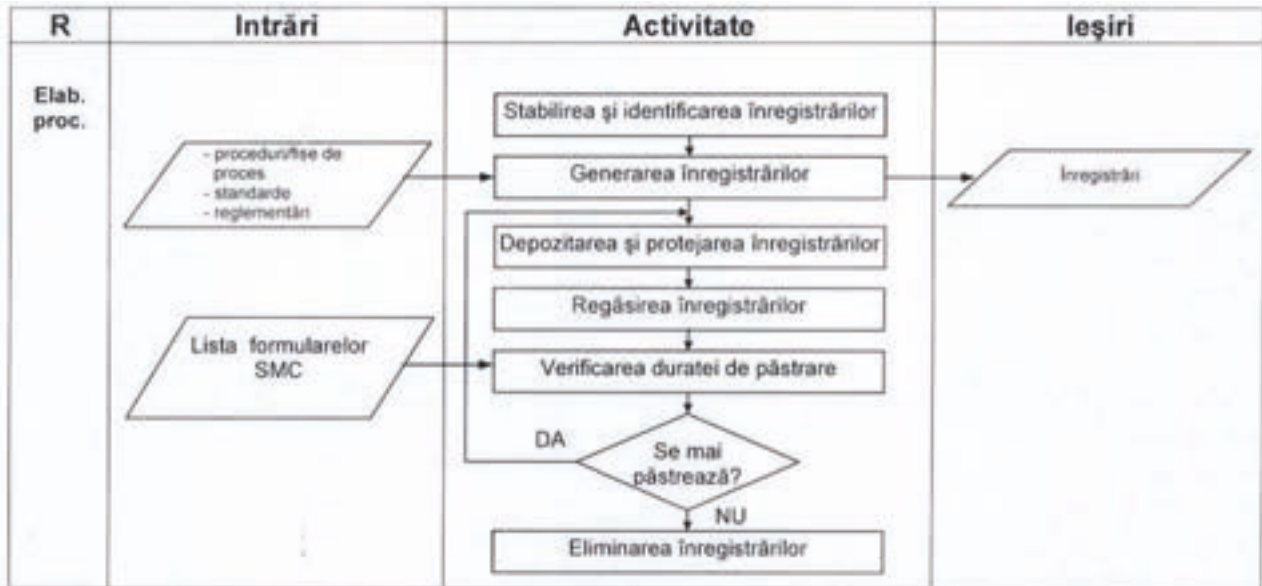 R
Intrări
Activitate
Ieşiri
Elab.
proc.
Stabilirea şi identificarea înregistrărilor
- proceduri/fise de
proces
- standarde
- reglementări
Generarea înregistrărilor
Înregistrări
Depozitarea şi protejarea înregistrărilor
Regăsirea înregistrărilor
Lista formularelor
SMC
Verificarea duratei de păstrare
DA
Se mai
păstrează?
NU
Eliminarea înregistrărilor